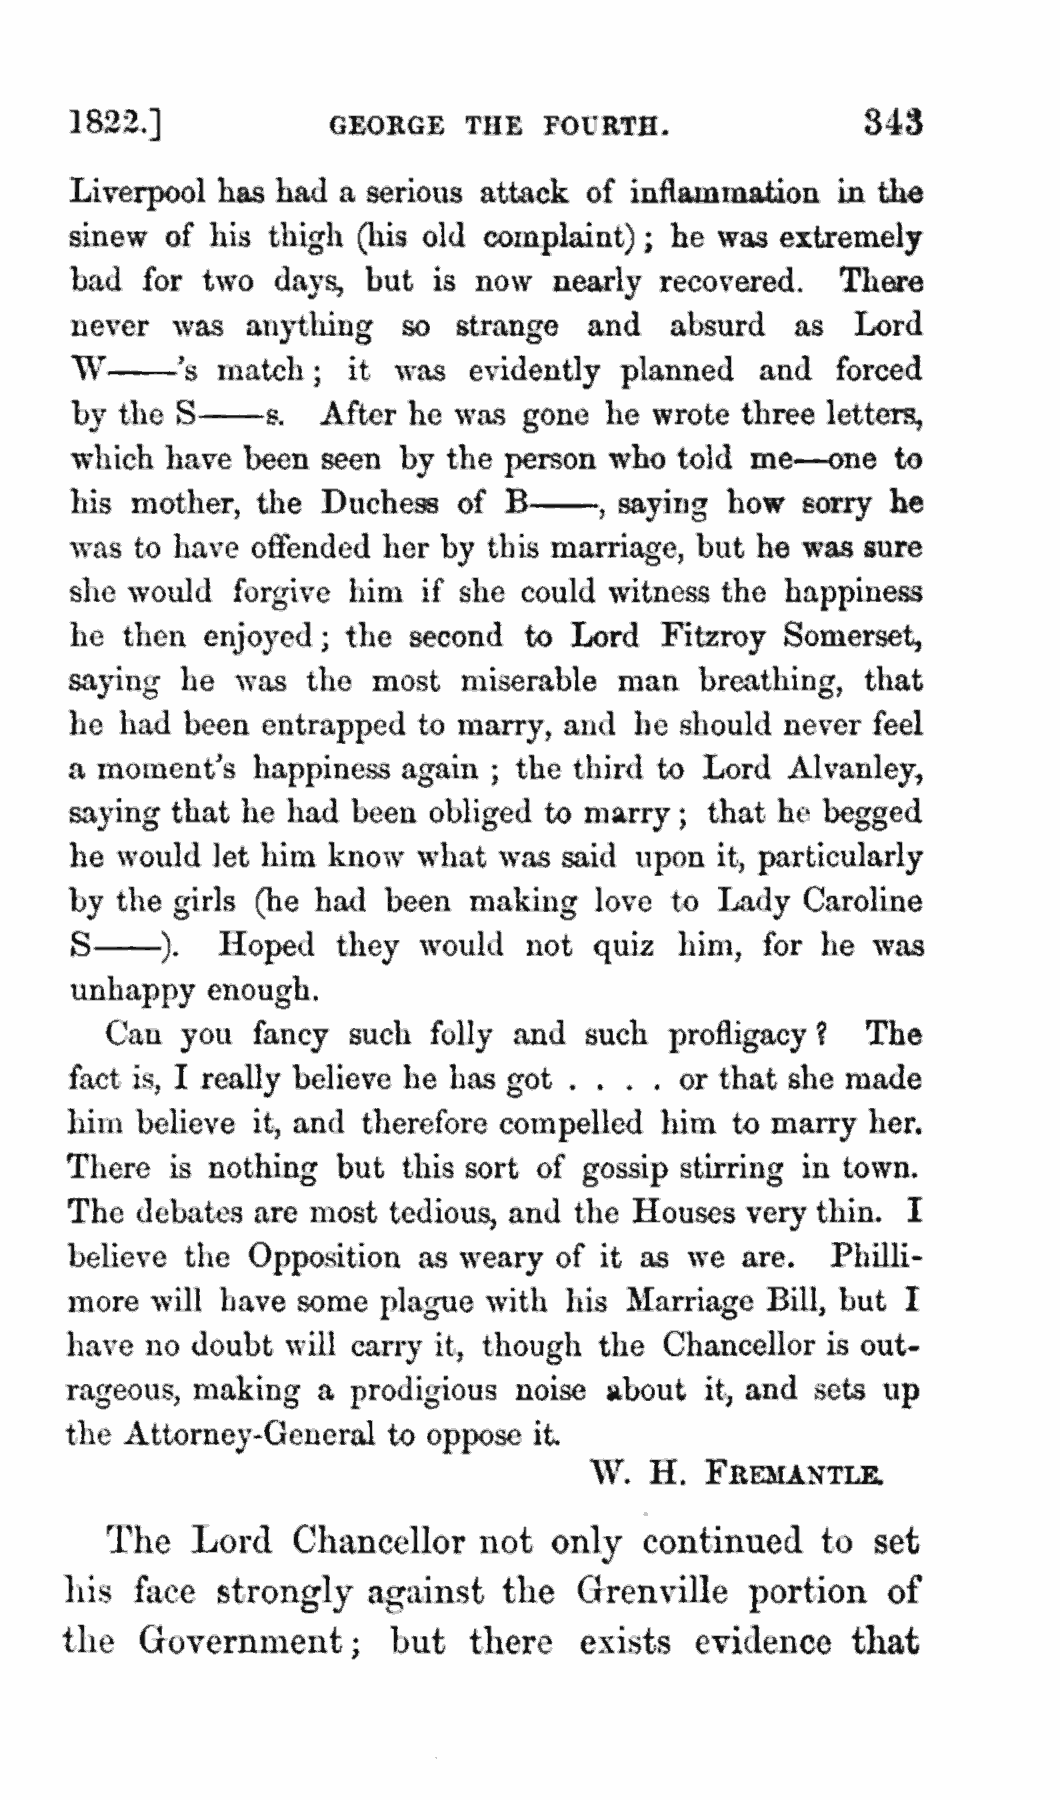 1822.] GEORGE THE FOURTH. 343
Liverpool has had a serious attack of inflammation in the
sinew of his thigh (his old complaint); he was extremely
bad for two days, but is now nearly recovered. There
never was anything so strange and absurd as Lord
W——'s match; it was evidently planned and forced
by the S——s. After he was gone he wrote three letters,
which have been seen by the person who told me—one to
his mother, the Duchess of B——, saying how sorry he
was to have offended her by this marriage, but he was sure
she would forgive him if she could witness the happiness
he then enjoyed; the second to Lord Fitzroy Somerset,
saying he was the most miserable man breathing, that
he had been entrapped to marry, and he should never feel
a moment's happiness again; the third to Lord Alvanley,
saying that he had been obliged to marry; that he begged
he would let him know what was said upon it, particularly
by the girls (he had been making love to Lady Caroline
S——). Hoped they would not quiz him, for he was
unhappy enough.
Can you fancy such folly and such profligacy? The
fact is, I really believe he has got . . . . or that she made
him believe it, and therefore compelled him to marry her.
There is nothing but this sort of gossip stirring in town.
The debates are most tedious, and the Houses very thin. I
believe the Opposition as weary of it as we are. Philli-
more will have some plague with his Marriage Bill, but I
have no doubt will carry it, though the Chancellor is out-
rageous, making a prodigious noise about it, and sets up
the Attorney-General to oppose it.
W. H. FREMANTLE.
The Lord Chancellor not only continued to set
his face strongly against the Grenville portion of
the Government; but there exists evidence that